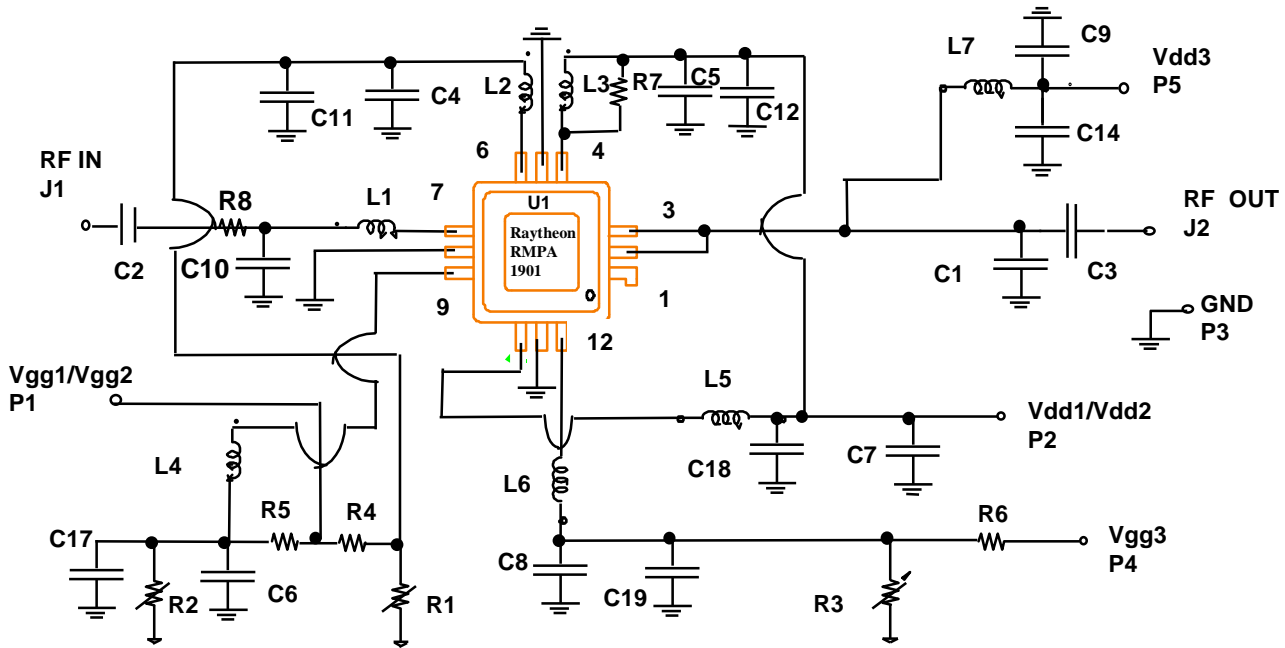 C9
L7
Vdd3
P5
L2
L3
R7
C5
C4
C11
C12
C14
6
4
RF IN
J1
7
U1
3
RF OUT
J2
R8
L1
Raytheon
RMPA
1901
C2
C10
C1
C3
9
1
GND
P3
12
Vgg1/Vgg2
P1
L5
Vdd1/Vdd2
P2
L4
L6
C18
C7
R5
R4
R6
C17
Vgg3
P4
C8
R2
C6
R1
C19
R3